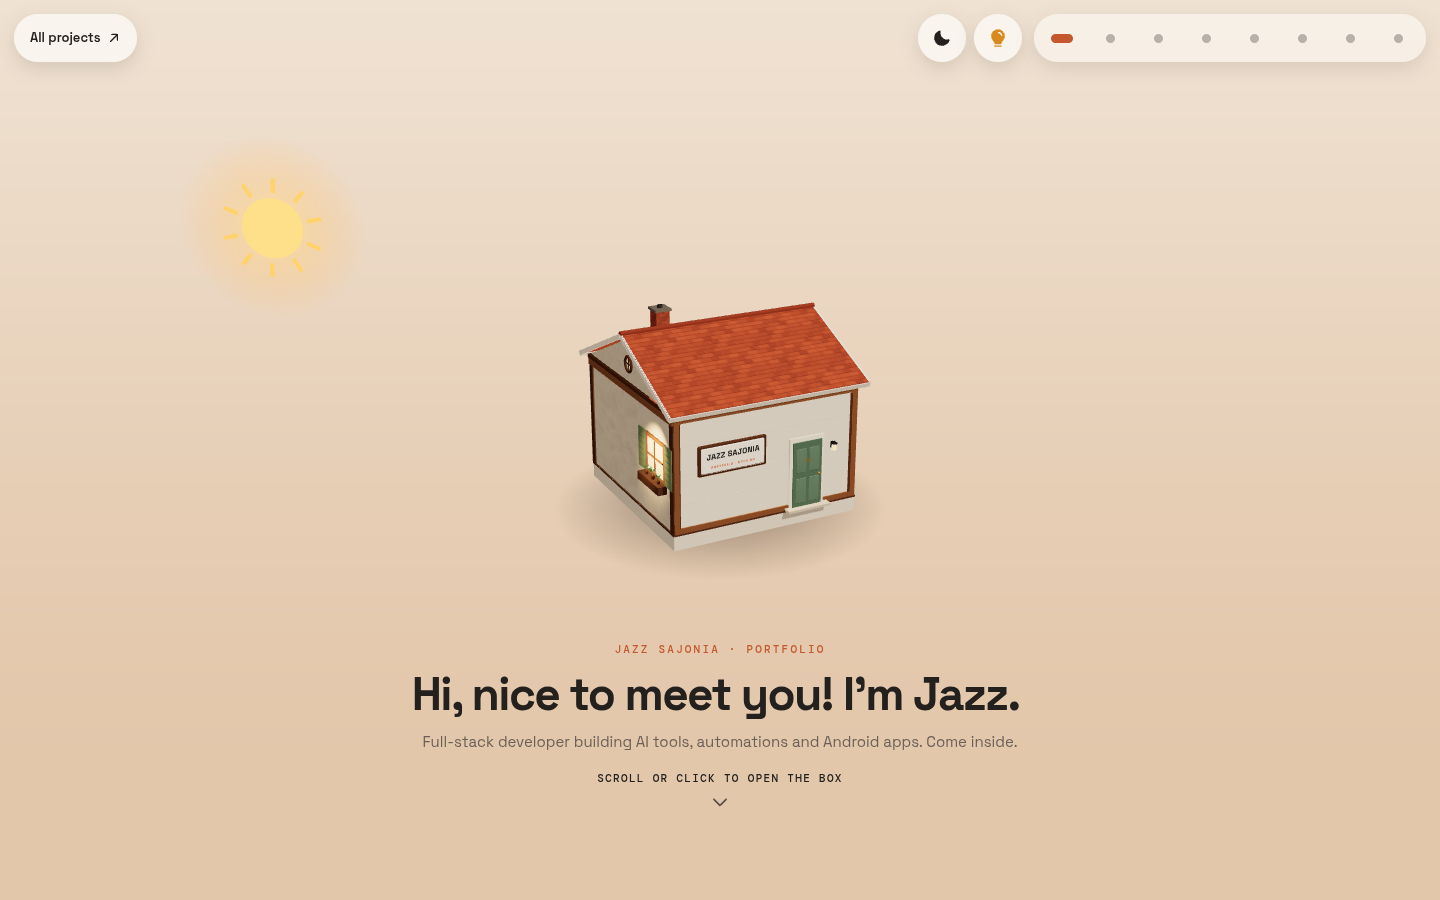 All projects
JAZZ SAJONIA
JAZZ SAJONIA · PORTFOLIO
Hi, nice to meet you! I’m Jazz.
Full-stack developer building AI tools, automations and Android apps. Come inside.
SCROLL OR CLICK TO OPEN THE BOX